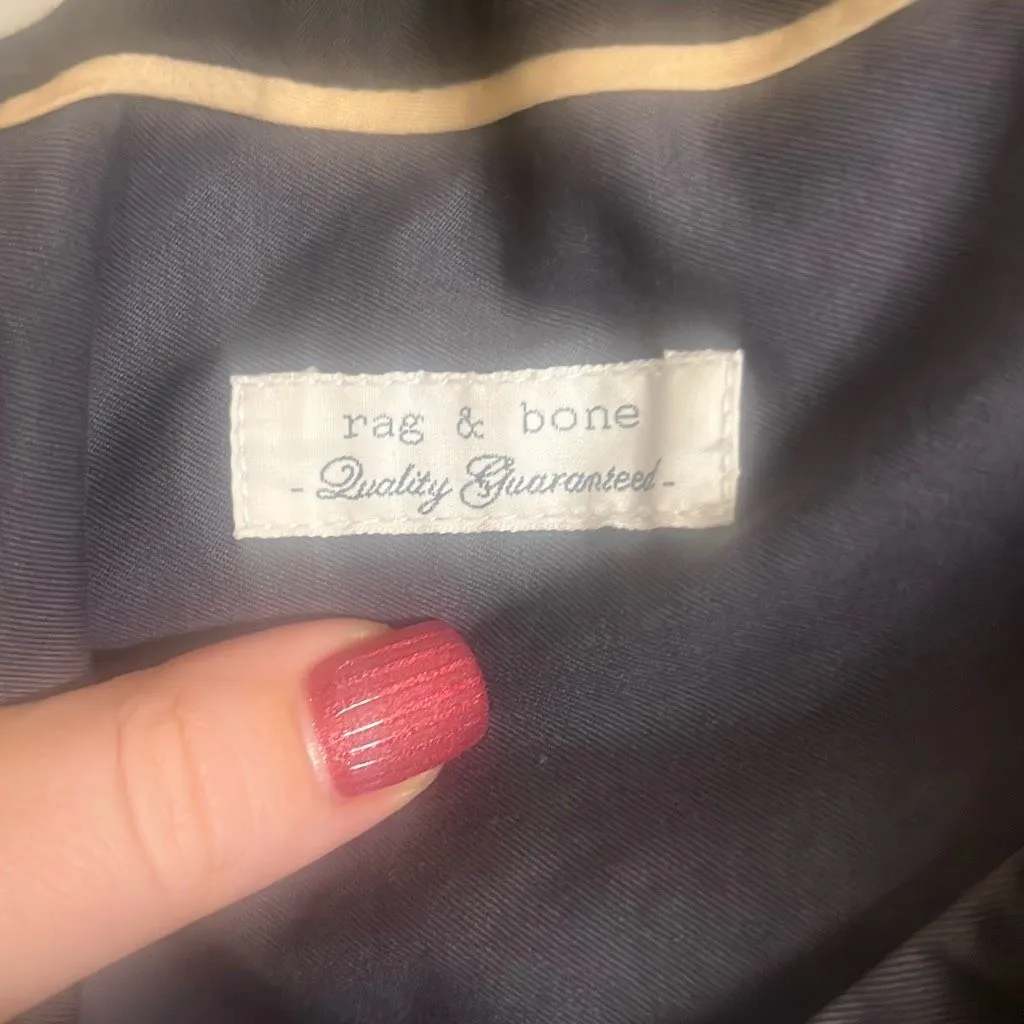 rag & bone
- Quality Guaranteed -